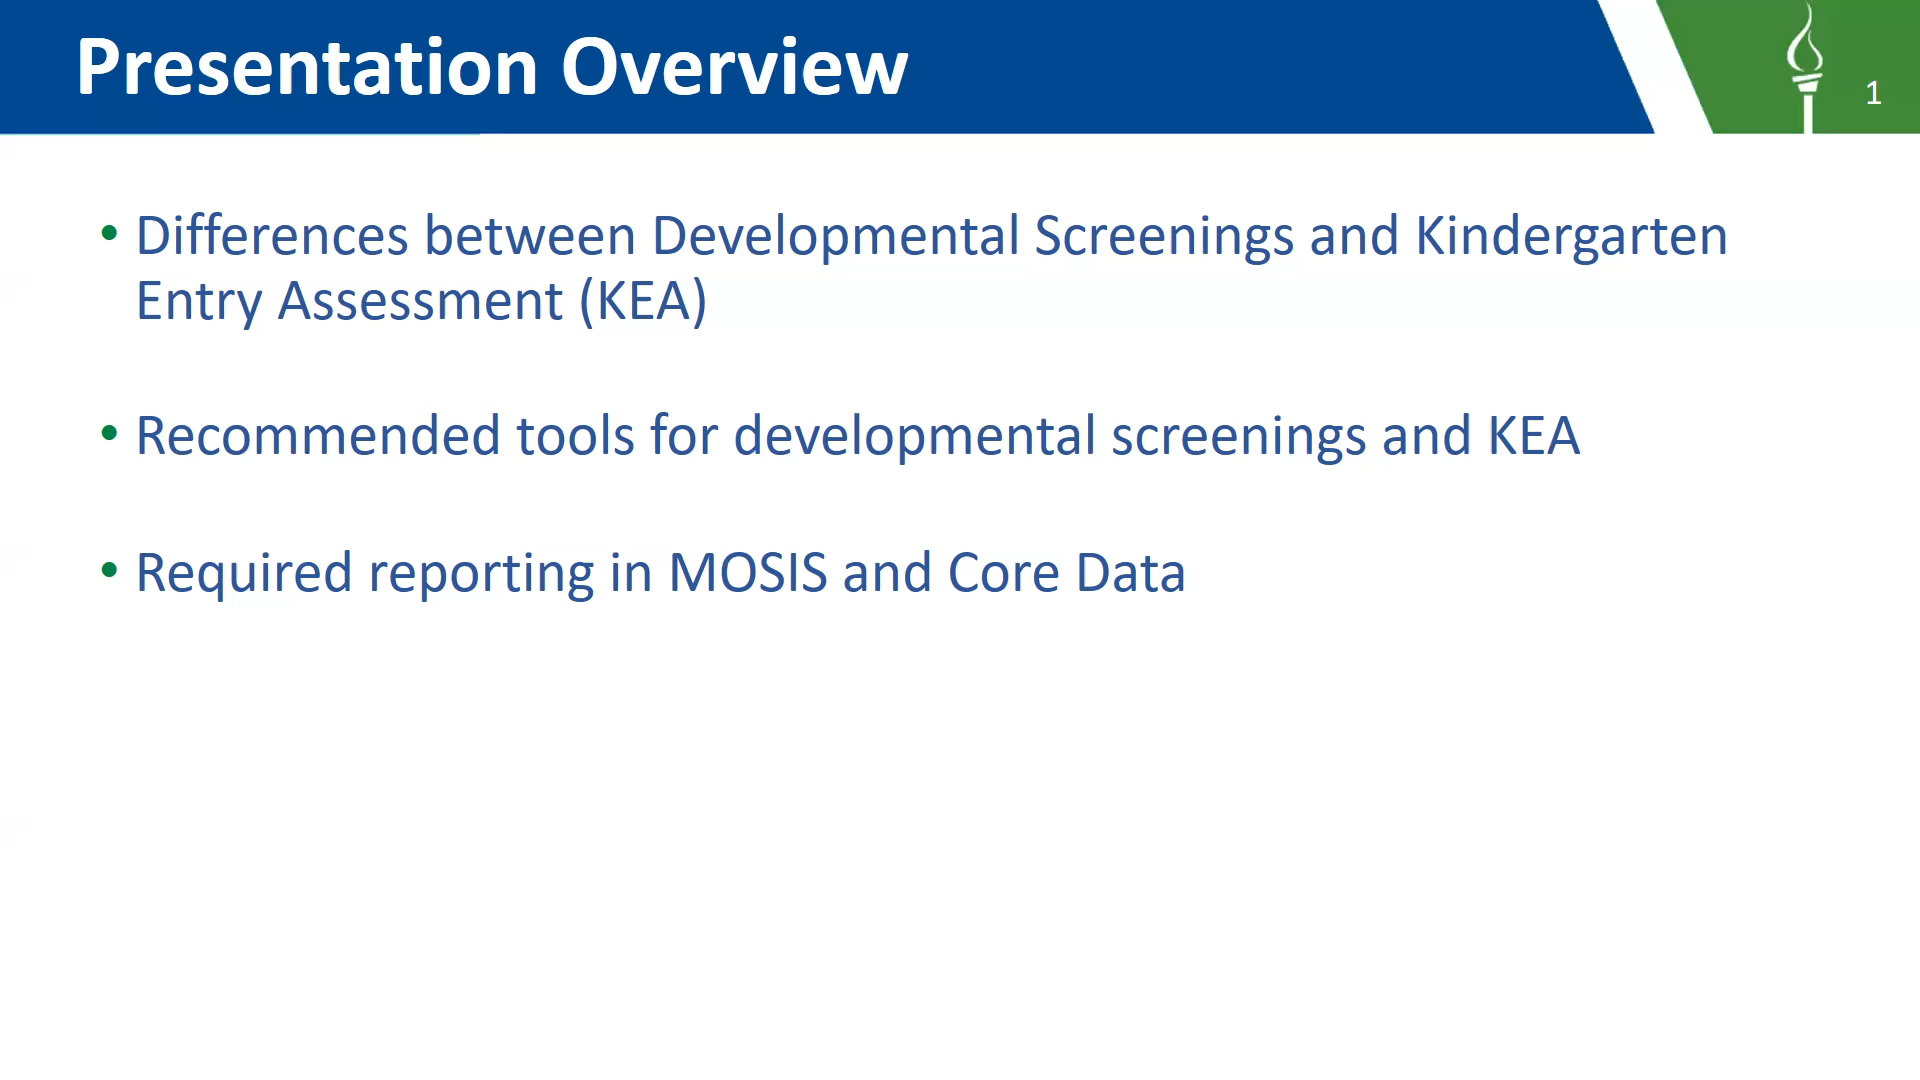 Presentation Overview
1
• Differences between Developmental Screenings and Kindergarten
Entry Assessment (KEA)
• Recommended tools for developmental screenings and KEA
• Required reporting in MOSIS and Core Data